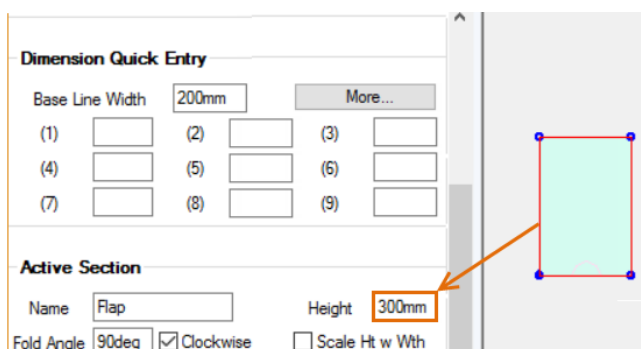 Dimension Quick Entry
Base Line Width 200mm More...
(1) (2) (3)
(4) (5) (6)
(7) (8) (9)
Active Section
Name Flap Height 300mm
Fold Angle 90deg Clockwise Scale Ht w Wth